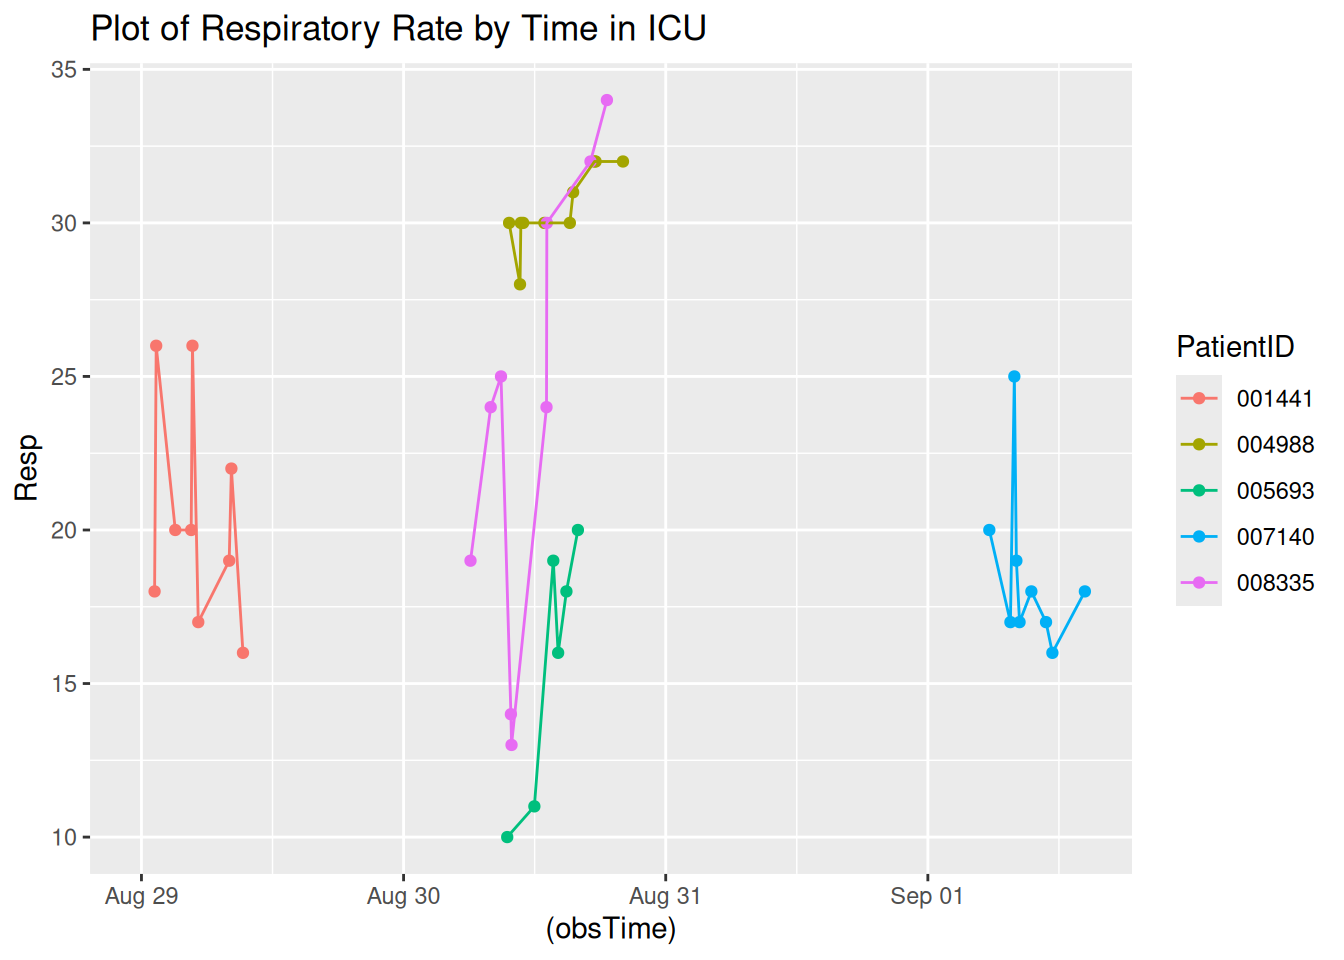 Plot of Respiratory Rate by Time in ICU
35
30
25
20
15
10
Resp
Aug 29
Aug 30
Aug 31
Sep 01
(obsTime)
PatientID
001441
004988
005693
007140
008335